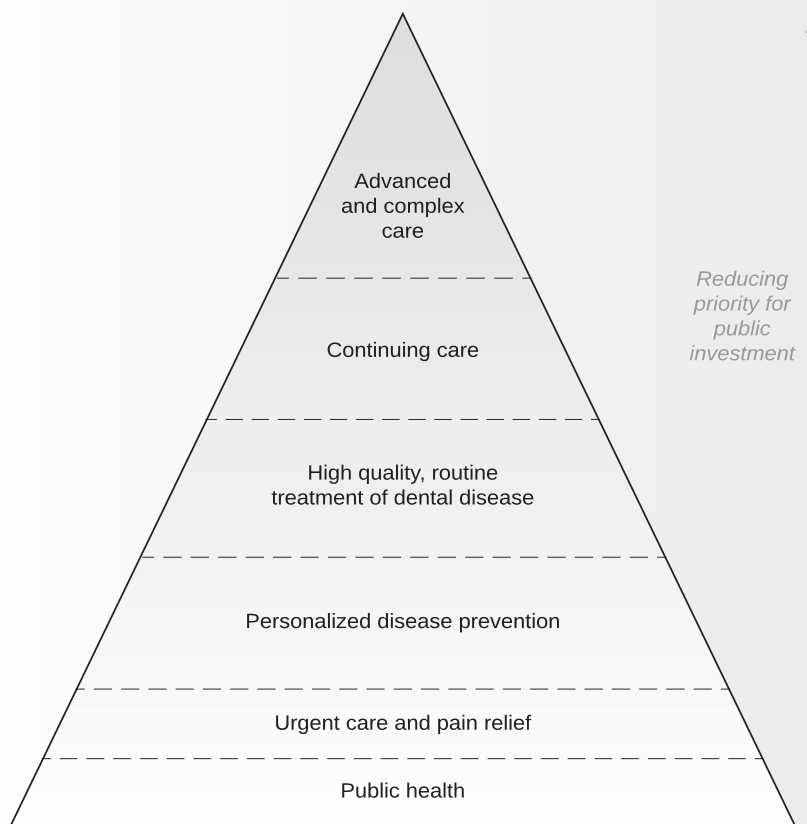 Advanced
and complex
care
Reducing
priority for
public
investment
Continuing care
High quality, routine
treatment of dental disease
Personalized disease prevention
Urgent care and pain relief
Public health